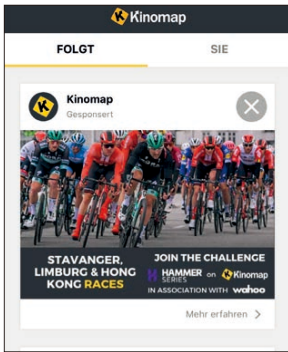 Kinomap
FOLGT
SIE
Kinomap
Gesponsert
STAVANGER,
LIMBURG & HONG
KONG RACES
JOIN THE CHALLENGE
HAMMER SERIES on Kinomap
IN ASSOCIATION WITH wahoo
Mehr erfahren